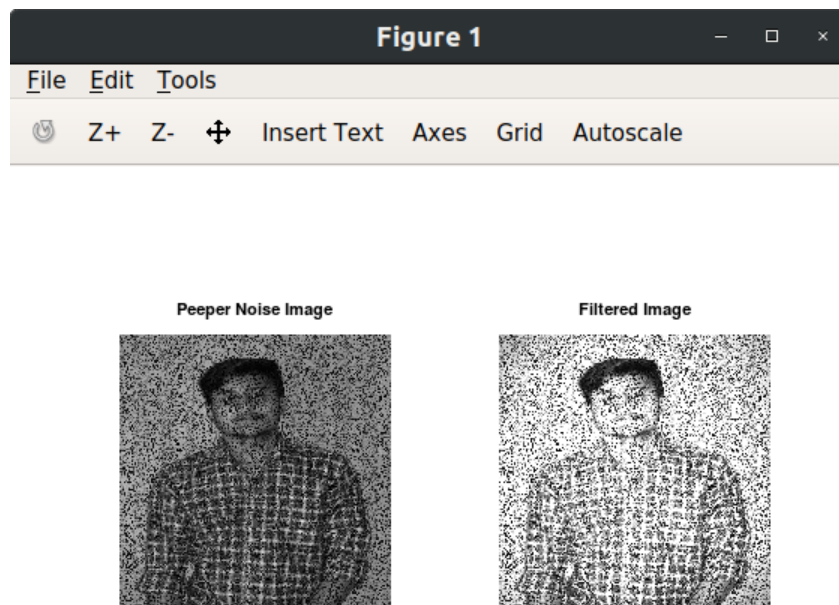 Figure 1
File Edit Tools
Z+ Z- Insert Text Axes Grid Autoscale
Peeper Noise Image Filtered Image